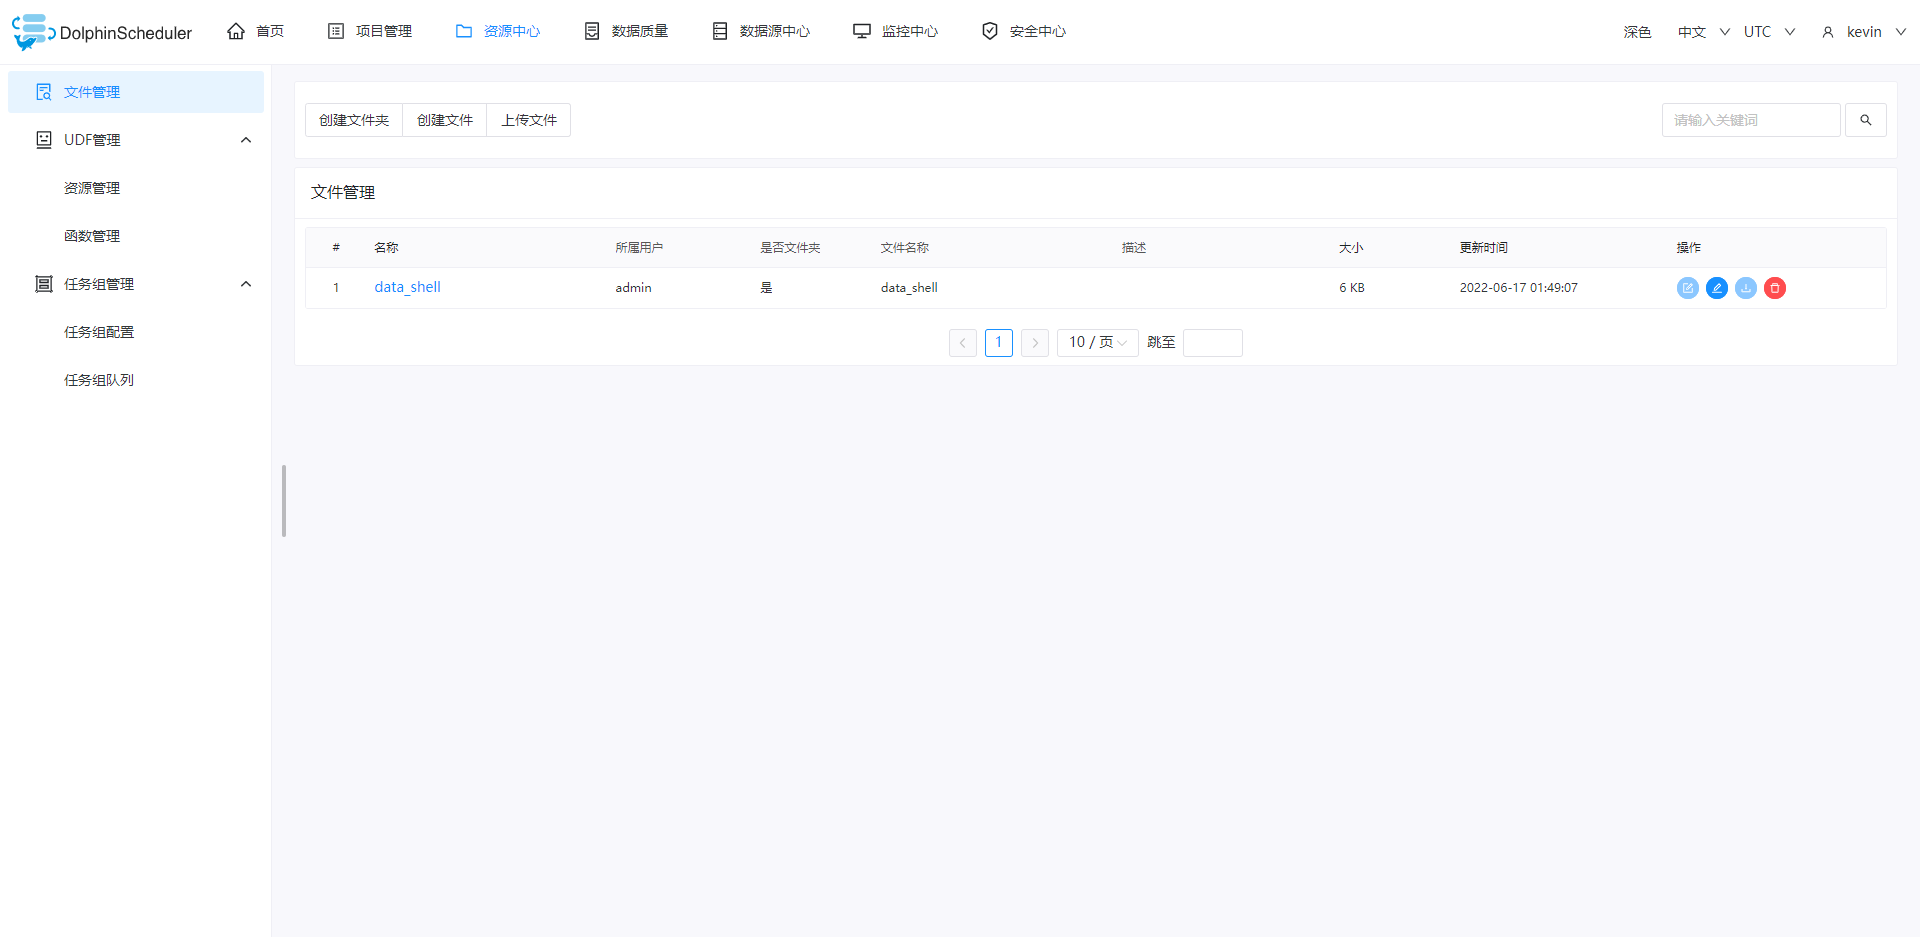 DolphinScheduler 首页 项目管理 资源中心 数据质量 数据源中心 监控中心 安全中心 深色 中文 UTC kevin
文件管理
UDF管理
资源管理
函数管理
任务组管理
任务组配置
任务组队列
创建文件夹 创建文件 上传文件 请输入关键词
文件管理
# 名称 所属用户 是否文件夹 文件名称 描述 大小 更新时间 操作
1 data_shell admin 是 data_shell 6 KB 2022-06-17 01:49:07
1 10 / 页 跳至